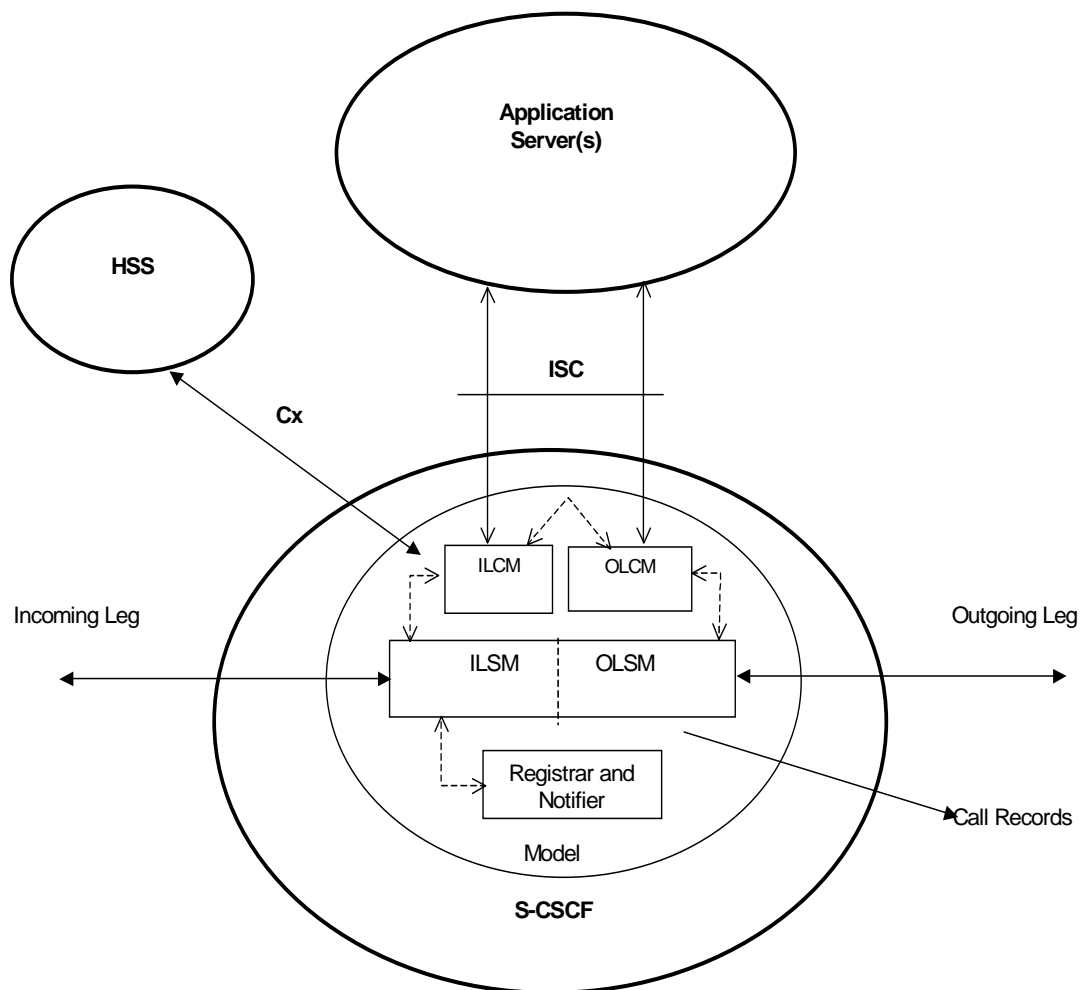 Application
Server(s)
HSS
ISC
Cx
ILCM
OLCM
Incoming Leg
Outgoing Leg
ILSM
OLSM
Registrar and
Notifier
Call Records
Model
S-CSCF